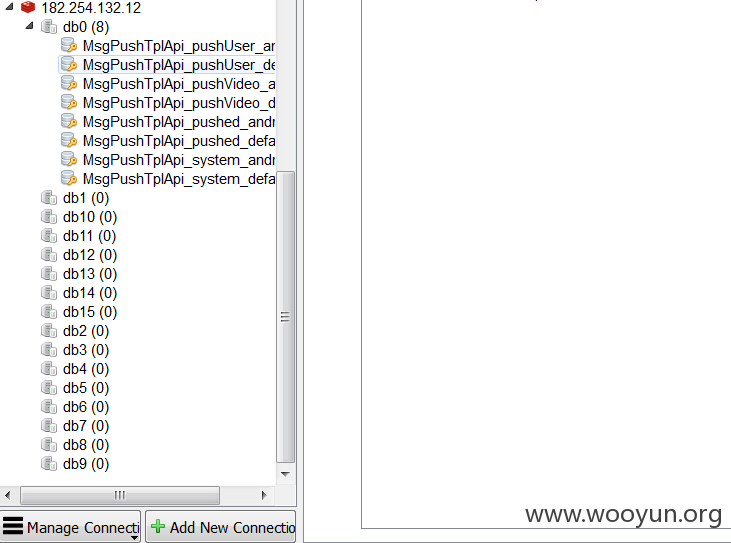 182.254.132.12
db0 (8)
MsgPushTplApi_pushUser_an
MsgPushTplApi_pushUser_de
MsgPushTplApi_pushVideo_a
MsgPushTplApi_pushVideo_d
MsgPushTplApi_pushed_andr
MsgPushTplApi_pushed_defa
MsgPushTplApi_system_andr
MsgPushTplApi_system_defa
db1 (0)
db10 (0)
db11 (0)
db12 (0)
db13 (0)
db14 (0)
db15 (0)
db2 (0)
db3 (0)
db4 (0)
db5 (0)
db6 (0)
db7 (0)
db8 (0)
db9 (0)
Manage Connecti
Add New Connectio
www.wooyun.org